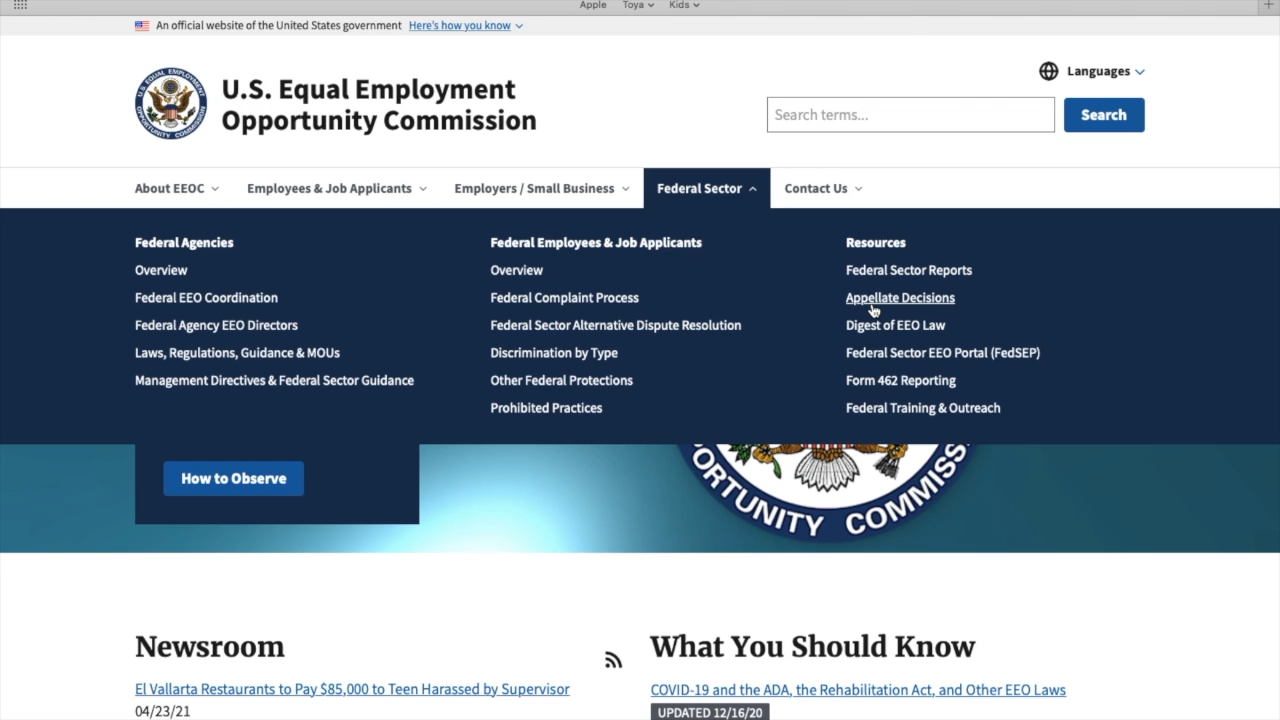 Apple Toya Kids
An official website of the United States government Here's how you know
U.S. EQUAL EMPLOYMENT OPPORTUNITY COMMISSION
U.S. Equal Employment
Opportunity Commission
Languages
Search terms...
Search
About EEOC Employees & Job Applicants Employers / Small Business Federal Sector Contact Us
Federal Agencies
Overview
Federal EEO Coordination
Federal Agency EEO Directors
Laws, Regulations, Guidance & MOUs
Management Directives & Federal Sector Guidance
Federal Employees & Job Applicants
Overview
Federal Complaint Process
Federal Sector Alternative Dispute Resolution
Discrimination by Type
Other Federal Protections
Prohibited Practices
Resources
Federal Sector Reports
Appellate Decisions
Digest of EEO Law
Federal Sector EEO Portal (FedSEP)
Form 462 Reporting
Federal Training & Outreach
How to Observe
PORTUNITY COMMISS
Newsroom
El Vallarta Restaurants to Pay $85,000 to Teen Harassed by Supervisor
04/23/21
What You Should Know
COVID-19 and the ADA, the Rehabilitation Act, and Other EEO Laws
UPDATED 12/16/20